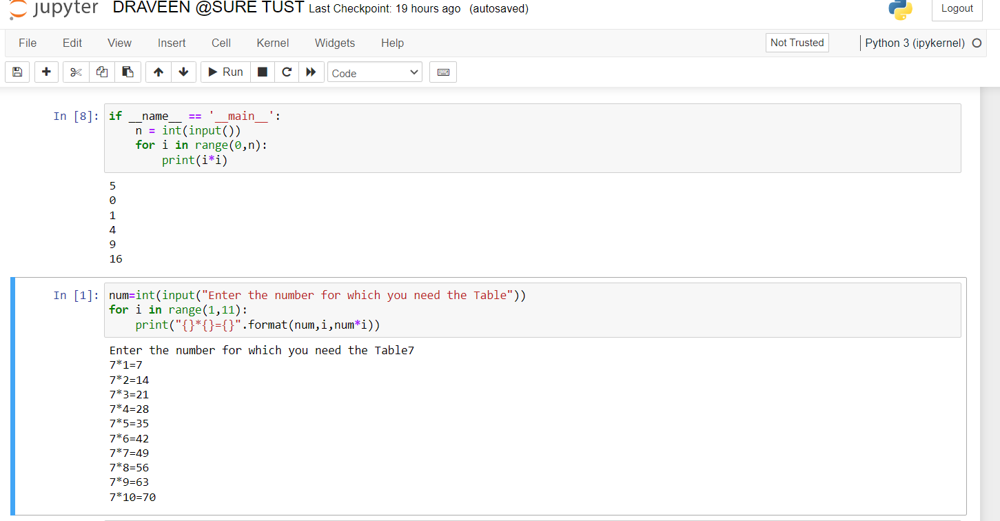 jupyter DRAVEEN @SURE TUST Last Checkpoint: 19 hours ago (autosaved) Logout
File Edit View Insert Cell Kernel Widgets Help Not Trusted Python 3 (ipykernel)
Run Code
In [8]: if __name__ == '__main__':
    n = int(input())
    for i in range(0,n):
        print(i*i)
5
0
1
4
9
16
In [1]: num=int(input("Enter the number for which you need the Table"))
for i in range(1,11):
    print("{}*{}={}".format(num,i,num*i))
Enter the number for which you need the Table7
7*1=7
7*2=14
7*3=21
7*4=28
7*5=35
7*6=42
7*7=49
7*8=56
7*9=63
7*10=70